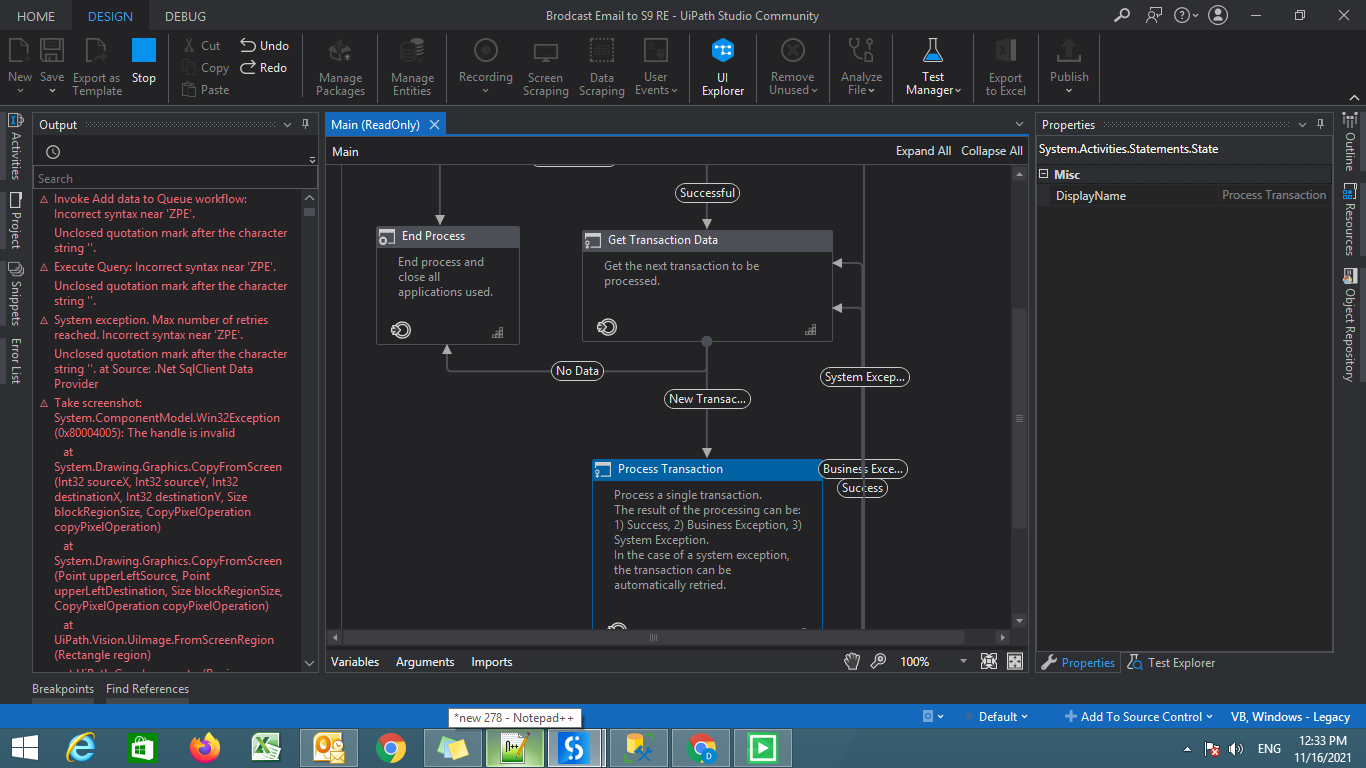 HOME DESIGN DEBUG
Brodcast Email to S9 RE - UiPath Studio Community
New Save Export as Template Stop
Cut Undo
Copy Redo
Paste
Manage Packages
Manage Entities
Recording
Screen Scraping
Data Scraping
User Events
UI Explorer
Remove Unused
Analyze File
Test Manager
Export to Excel
Publish
Activities
Project
Snippets
Error List
Output
Search
Invoke Add data to Queue workflow:
Incorrect syntax near 'ZPE'.
Unclosed quotation mark after the character
string ''.
Execute Query: Incorrect syntax near 'ZPE'.
Unclosed quotation mark after the character
string ''.
System exception. Max number of retries
reached. Incorrect syntax near 'ZPE'.
Unclosed quotation mark after the character
string ''. at Source: .Net SqlClient Data
Provider
Take screenshot:
System.ComponentModel.Win32Exception
(0x80004005): The handle is invalid
at
System.Drawing.Graphics.CopyFromScreen
(Int32 sourceX, Int32 sourceY, Int32
destinationX, Int32 destinationY, Size
blockRegionSize, CopyPixelOperation
copyPixelOperation)
at
System.Drawing.Graphics.CopyFromScreen
(Point upperLeftSource, Point
upperLeftDestination, Size blockRegionSize,
CopyPixelOperation copyPixelOperation)
at
UiPath.Vision.UiImage.FromScreenRegion
(Rectangle region)
Breakpoints Find References
Main (ReadOnly)
Main
Expand All Collapse All
Successful
End Process
End process and
close all
applications used.
Get Transaction Data
Get the next transaction to be
processed.
No Data
New Transac...
System Excep...
Process Transaction
Process a single transaction.
The result of the processing can be:
1) Success, 2) Business Exception, 3)
System Exception.
In the case of a system exception,
the transaction can be
automatically retried.
Business Exce...
Success
Variables Arguments Imports
100%
Properties
System.Activities.Statements.State
Misc
DisplayName Process Transaction
Properties Test Explorer
Outline
Resources
Object Repository
*new 278 - Notepad++
Default
Add To Source Control
VB, Windows - Legacy
ENG
12:33 PM
11/16/2021